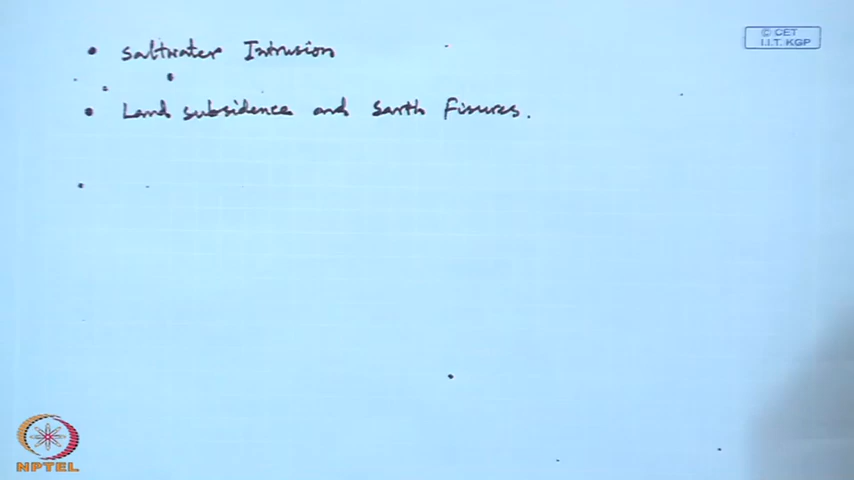 © CET
I.I.T. KGP
• Saltwater Intrusion
• Land subsidence and Earth Fissures.
NPTEL